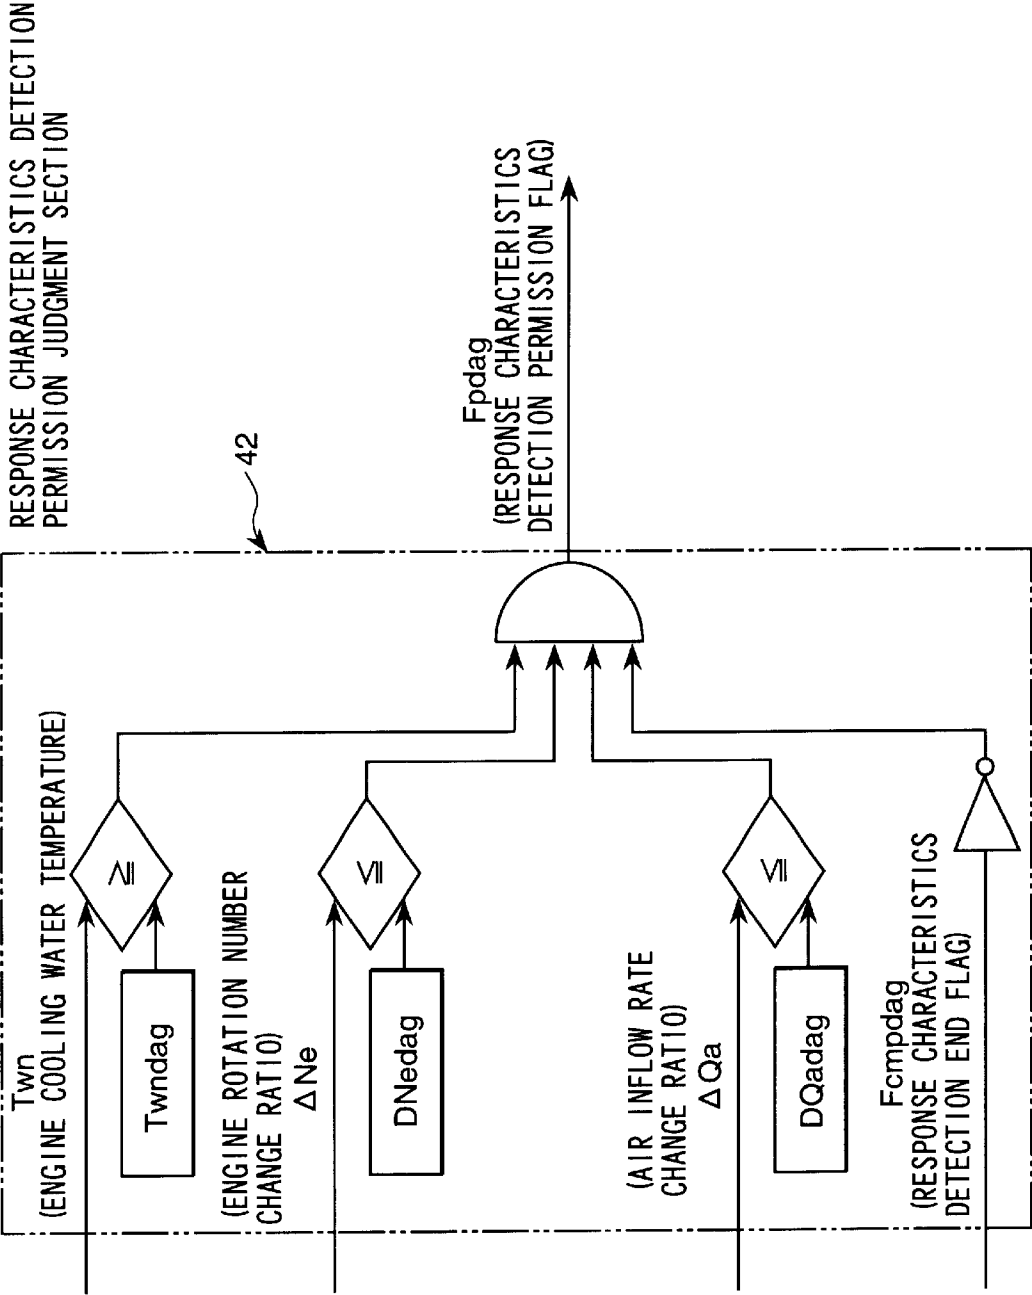 RESPONSE CHARACTERISTICS DETECTION
PERMISSION JUDGMENT SECTION
42
Twn
(ENGINE COOLING WATER TEMPERATURE)
≧
Twndag
(ENGINE ROTATION NUMBER
CHANGE RATIO)
ΔNe
≦
DNedag
(AIR INFLOW RATE
CHANGE RATIO)
ΔQa
≦
DQadag
Fcmpdag
(RESPONSE CHARACTERISTICS
DETECTION END FLAG)
Fpdag
(RESPONSE CHARACTERISTICS
DETECTION PERMISSION FLAG)